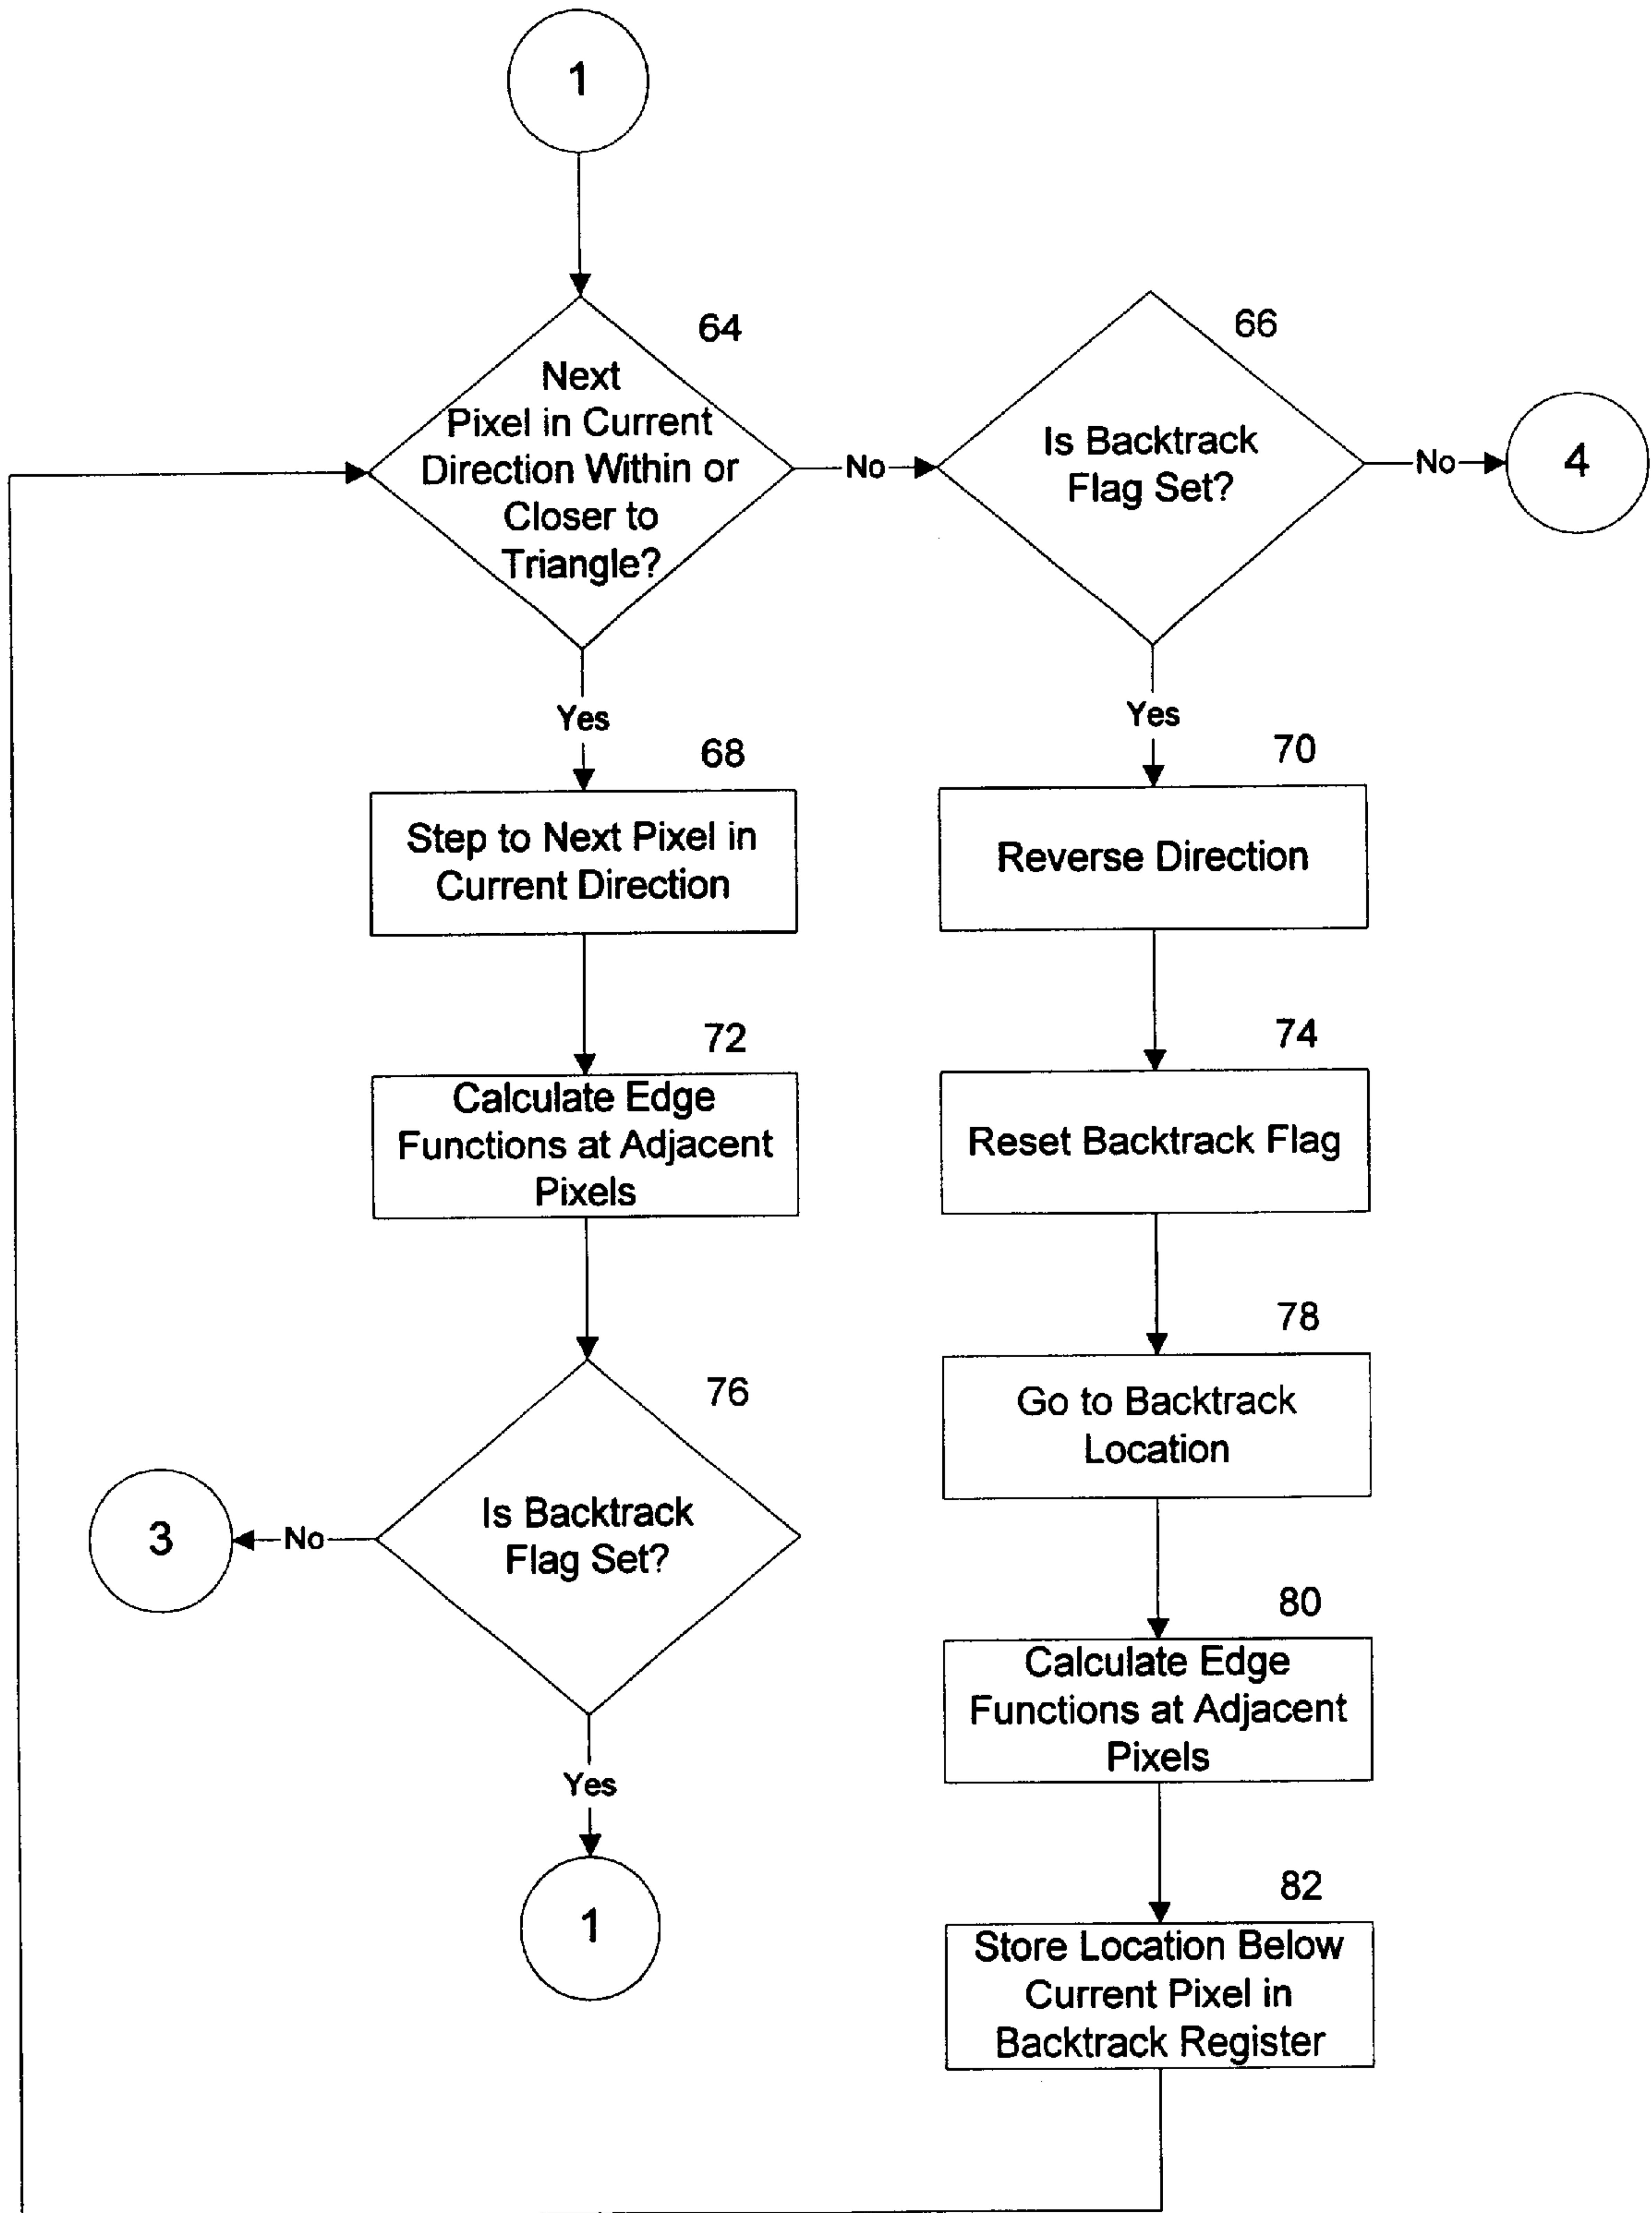 1
64
Next
Pixel in Current
Direction Within or
Closer to
Triangle?
No
66
Is Backtrack
Flag Set?
No
4
Yes
Yes
68
Step to Next Pixel in
Current Direction
70
Reverse Direction
72
Calculate Edge
Functions at Adjacent
Pixels
74
Reset Backtrack Flag
76
Is Backtrack
Flag Set?
No
3
78
Go to Backtrack
Location
80
Calculate Edge
Functions at Adjacent
Pixels
Yes
1
82
Store Location Below
Current Pixel in
Backtrack Register